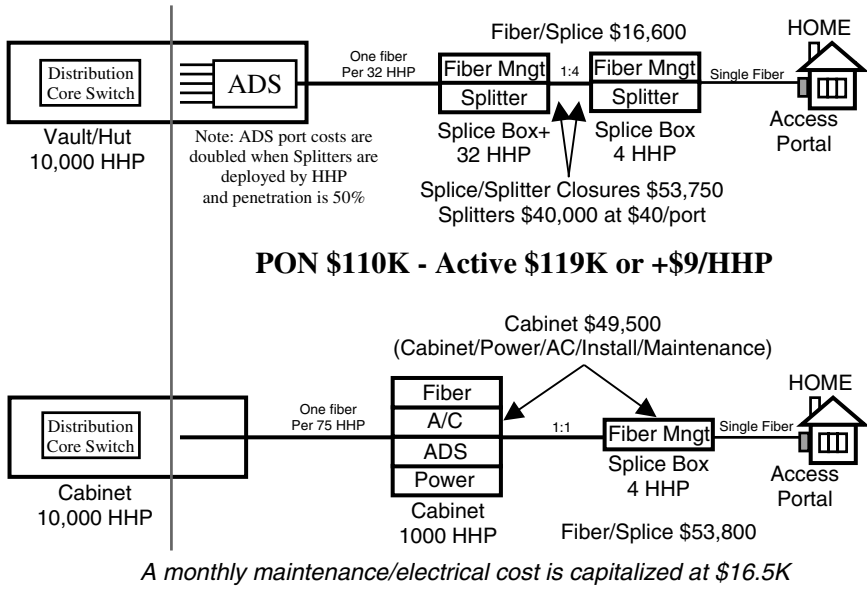 Fiber/Splice $16,600
HOME
Distribution
Core Switch
ADS
One fiber
Per 32 HHP
Fiber Mngt
Splitter
1:4
Fiber Mngt
Splitter
Single Fiber
Vault/Hut
10,000 HHP
Note: ADS port costs are
doubled when Splitters are
deployed by HHP
and penetration is 50%
Splice Box+
32 HHP
Splice Box
4 HHP
Access
Portal
Splice/Splitter Closures $53,750
Splitters $40,000 at $40/port
PON $110K - Active $119K or +$9/HHP
Cabinet $49,500
(Cabinet/Power/AC/Install/Maintenance)
HOME
Distribution
Core Switch
One fiber
Per 75 HHP
Fiber
A/C
ADS
Power
1:1
Fiber Mngt
Single Fiber
Cabinet
10,000 HHP
Cabinet
1000 HHP
Splice Box
4 HHP
Access
Portal
Fiber/Splice $53,800
A monthly maintenance/electrical cost is capitalized at $16.5K